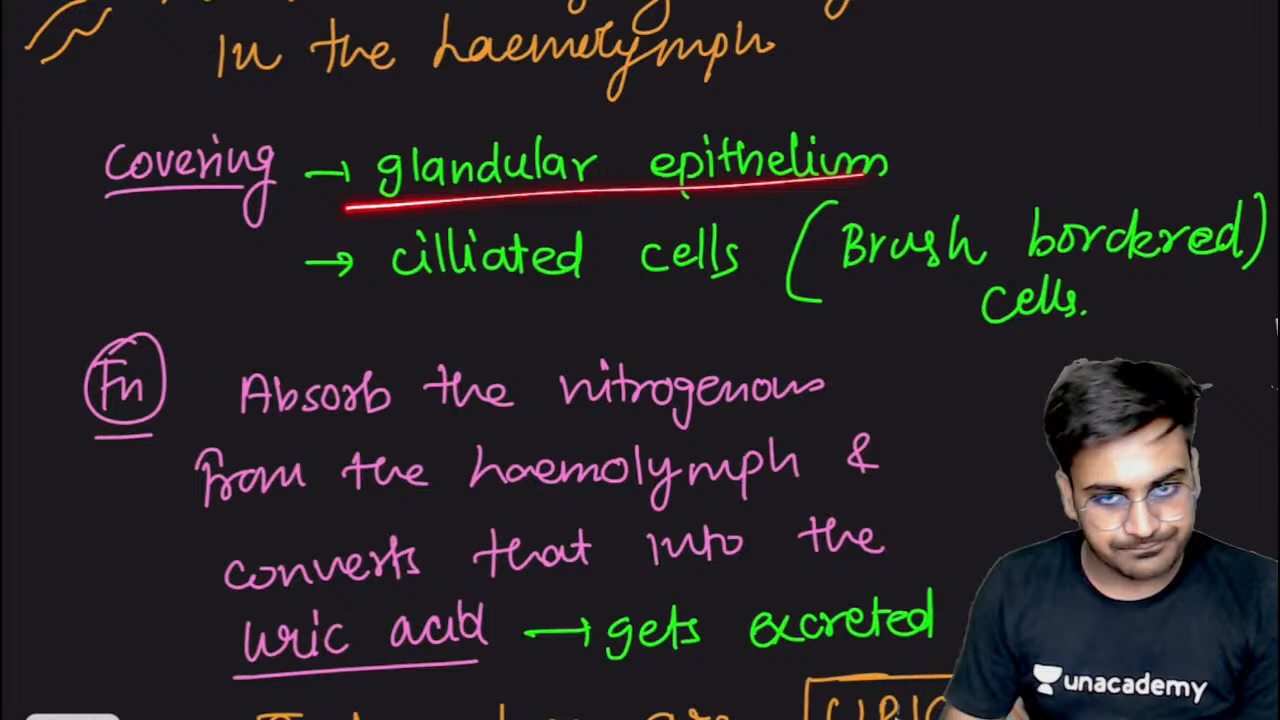 In the haemolymph
Covering → glandular epithelium
→ cilliated cells (Brush bordered)
cells.
Fn Absorb the nitrogenous
from the haemolymph &
converts that into the
uric acid → gets excreted
unacademy